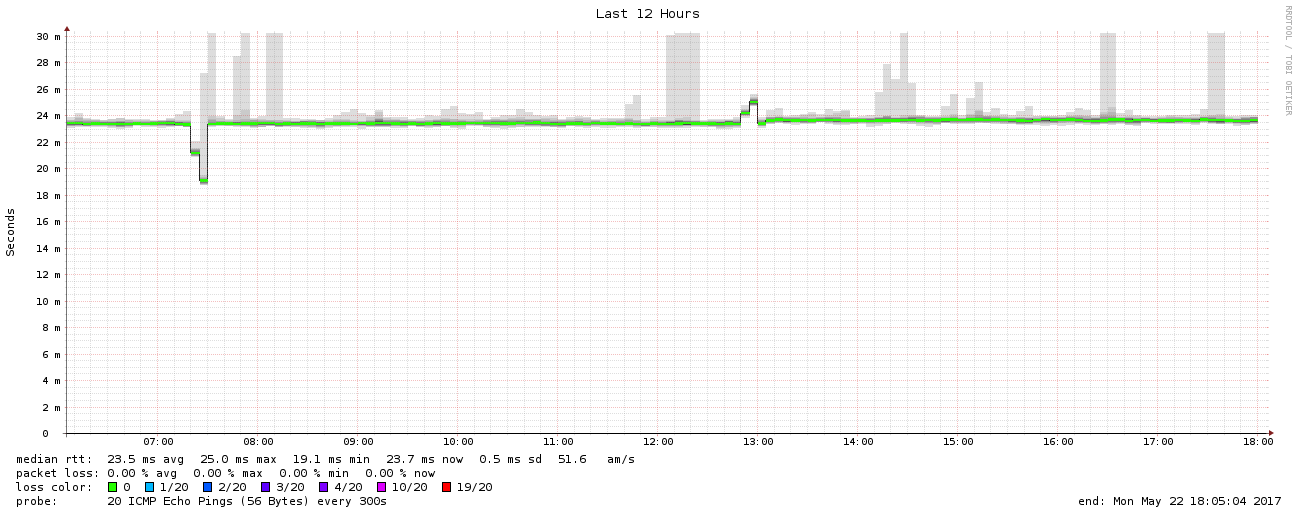 Last 12 Hours
RRDTOOL / TOBI OETIKER
Seconds
30 m
28 m
26 m
24 m
22 m
20 m
18 m
16 m
14 m
12 m
10 m
8 m
6 m
4 m
2 m
0
07:00 08:00 09:00 10:00 11:00 12:00 13:00 14:00 15:00 16:00 17:00 18:00
median rtt: 23.5 ms avg 25.0 ms max 19.1 ms min 23.7 ms now 0.5 ms sd 51.6 am/s
packet loss: 0.00 % avg 0.00 % max 0.00 % min 0.00 % now
loss color: 0 1/20 2/20 3/20 4/20 10/20 19/20
probe: 20 ICMP Echo Pings (56 Bytes) every 300s end: Mon May 22 18:05:04 2017